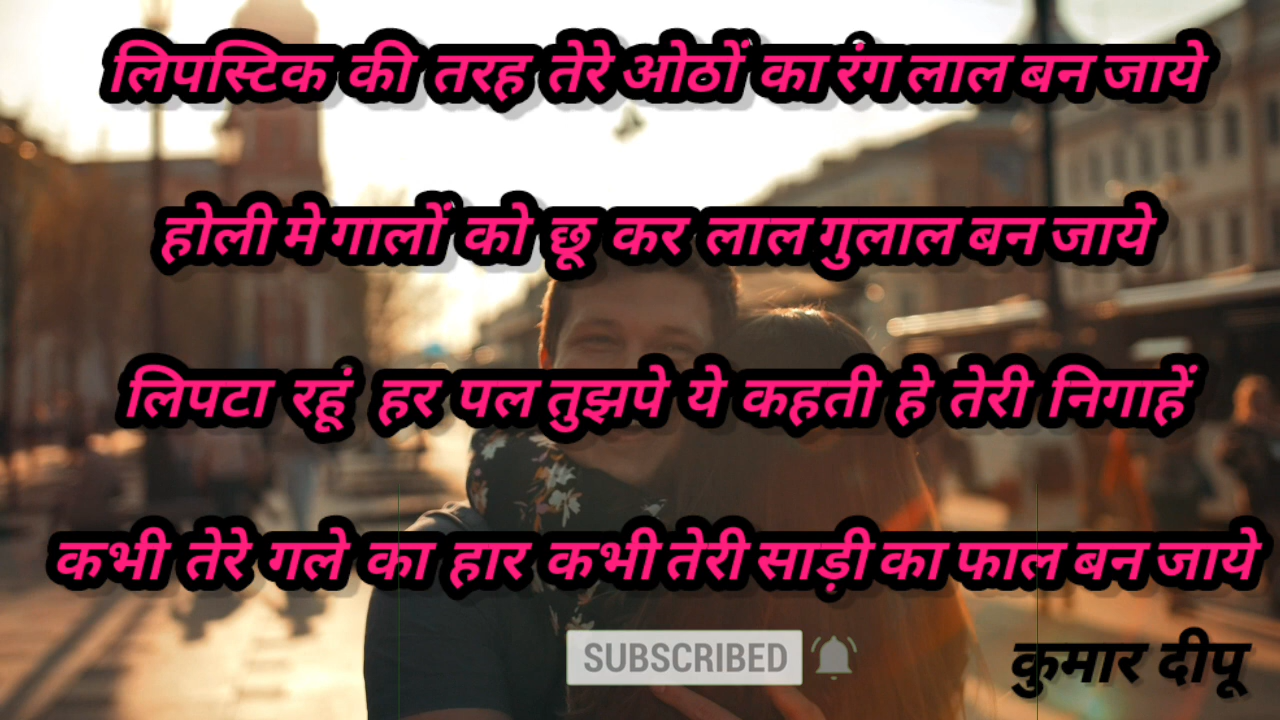 लिपस्टिक की तरह तेरे ओठों का रंग लाल बन जाये
होली मे गालों को छू कर लाल गुलाल बन जाये
लिपटा रहूं हर पल तुझपे ये कहती हे तेरी निगाहें
कभी तेरे गले का हार कभी तेरी साड़ी का फाल बन जाये
SUBSCRIBED
कुमार दीपू